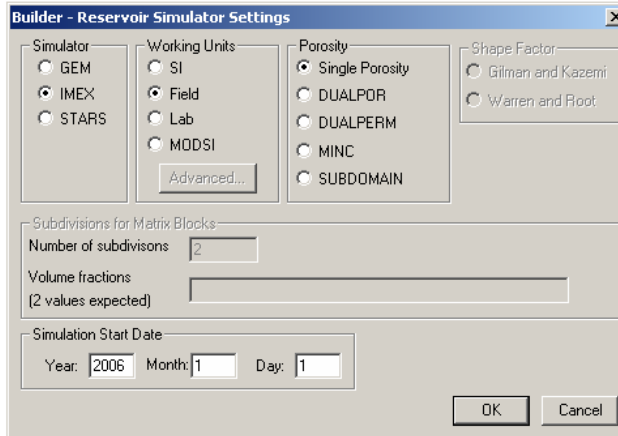 Builder - Reservoir Simulator Settings
Simulator
GEM
IMEX
STARS
Working Units
SI
Field
Lab
MODSI
Advanced...
Porosity
Single Porosity
DUALPOR
DUALPERM
MINC
SUBDOMAIN
Shape Factor
Gilman and Kazemi
Warren and Root
Subdivisions for Matrix Blocks
Number of subdivisons 2
Volume fractions
(2 values expected)
Simulation Start Date
Year: 2006 Month: 1 Day: 1
OK Cancel